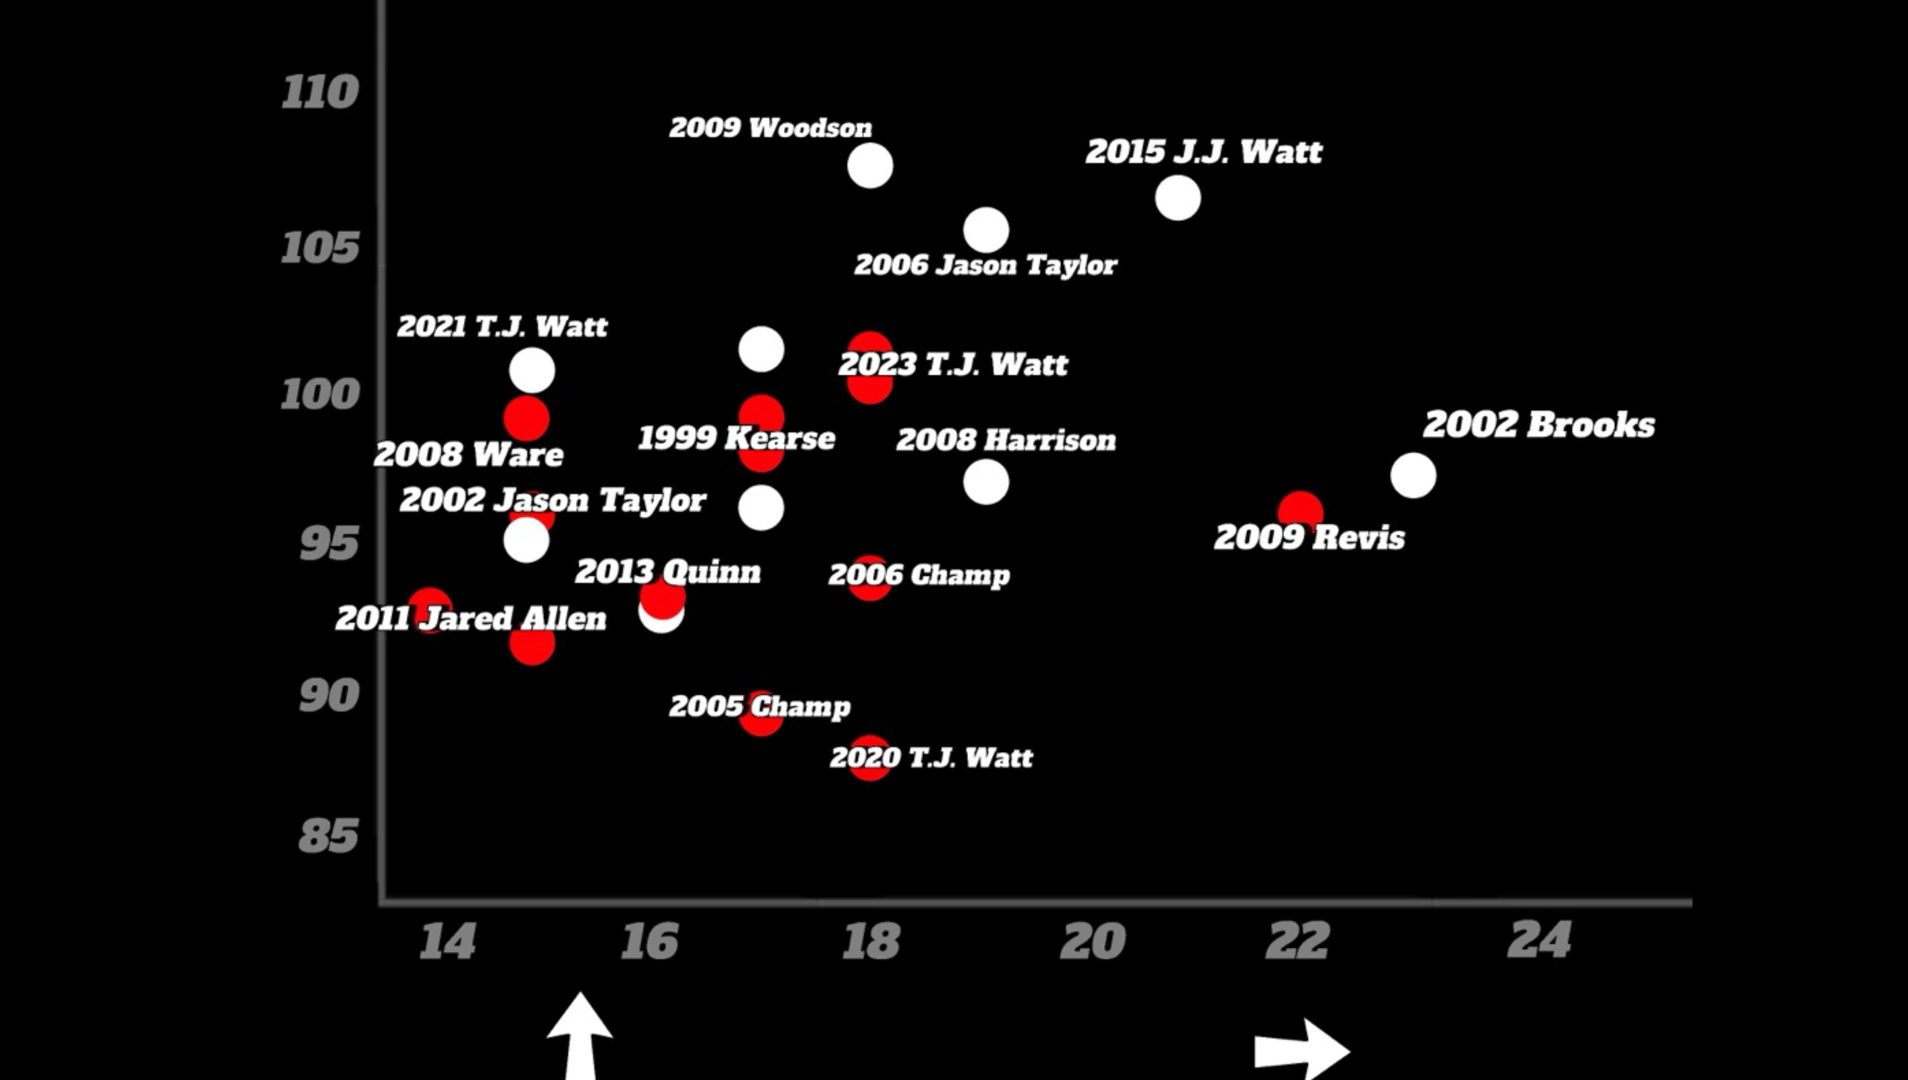 110
2009 Woodson
2015 J.J. Watt
105
2006 Jason Taylor
2021 T.J. Watt
2023 T.J. Watt
100
2002 Brooks
1999 Kearse
2008 Harrison
2008 Ware
2002 Jason Taylor
95
2009 Revis
2013 Quinn
2006 Champ
2011 Jared Allen
90
2005 Champ
2020 T.J. Watt
85
14 16 18 20 22 24